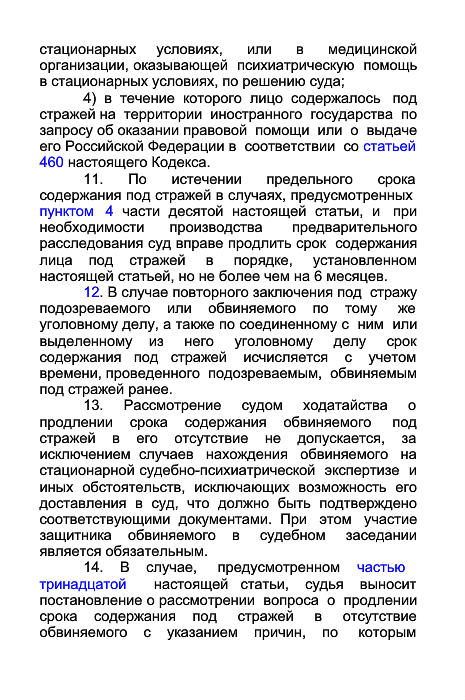 стационарных условиях, или в медицинской
организации, оказывающей психиатрическую помощь
в стационарных условиях, по решению суда;
4) в течение которого лицо содержалось под
стражей на территории иностранного государства по
запросу об оказании правовой помощи или о выдаче
его Российской Федерации в соответствии со статьей
460 настоящего Кодекса.
11. По истечении предельного срока
содержания под стражей в случаях, предусмотренных
пунктом 4 части десятой настоящей статьи, и при
необходимости производства предварительного
расследования суд вправе продлить срок содержания
лица под стражей в порядке, установленном
настоящей статьей, но не более чем на 6 месяцев.
12. В случае повторного заключения под стражу
подозреваемого или обвиняемого по тому же
уголовному делу, а также по соединенному с ним или
выделенному из него уголовному делу срок
содержания под стражей исчисляется с учетом
времени, проведенного подозреваемым, обвиняемым
под стражей ранее.
13. Рассмотрение судом ходатайства о
продлении срока содержания обвиняемого под
стражей в его отсутствие не допускается, за
исключением случаев нахождения обвиняемого на
стационарной судебно-психиатрической экспертизе и
иных обстоятельств, исключающих возможность его
доставления в суд, что должно быть подтверждено
соответствующими документами. При этом участие
защитника обвиняемого в судебном заседании
является обязательным.
14. В случае, предусмотренном частью
тринадцатой настоящей статьи, судья выносит
постановление о рассмотрении вопроса о продлении
срока содержания под стражей в отсутствие
обвиняемого с указанием причин, по которым